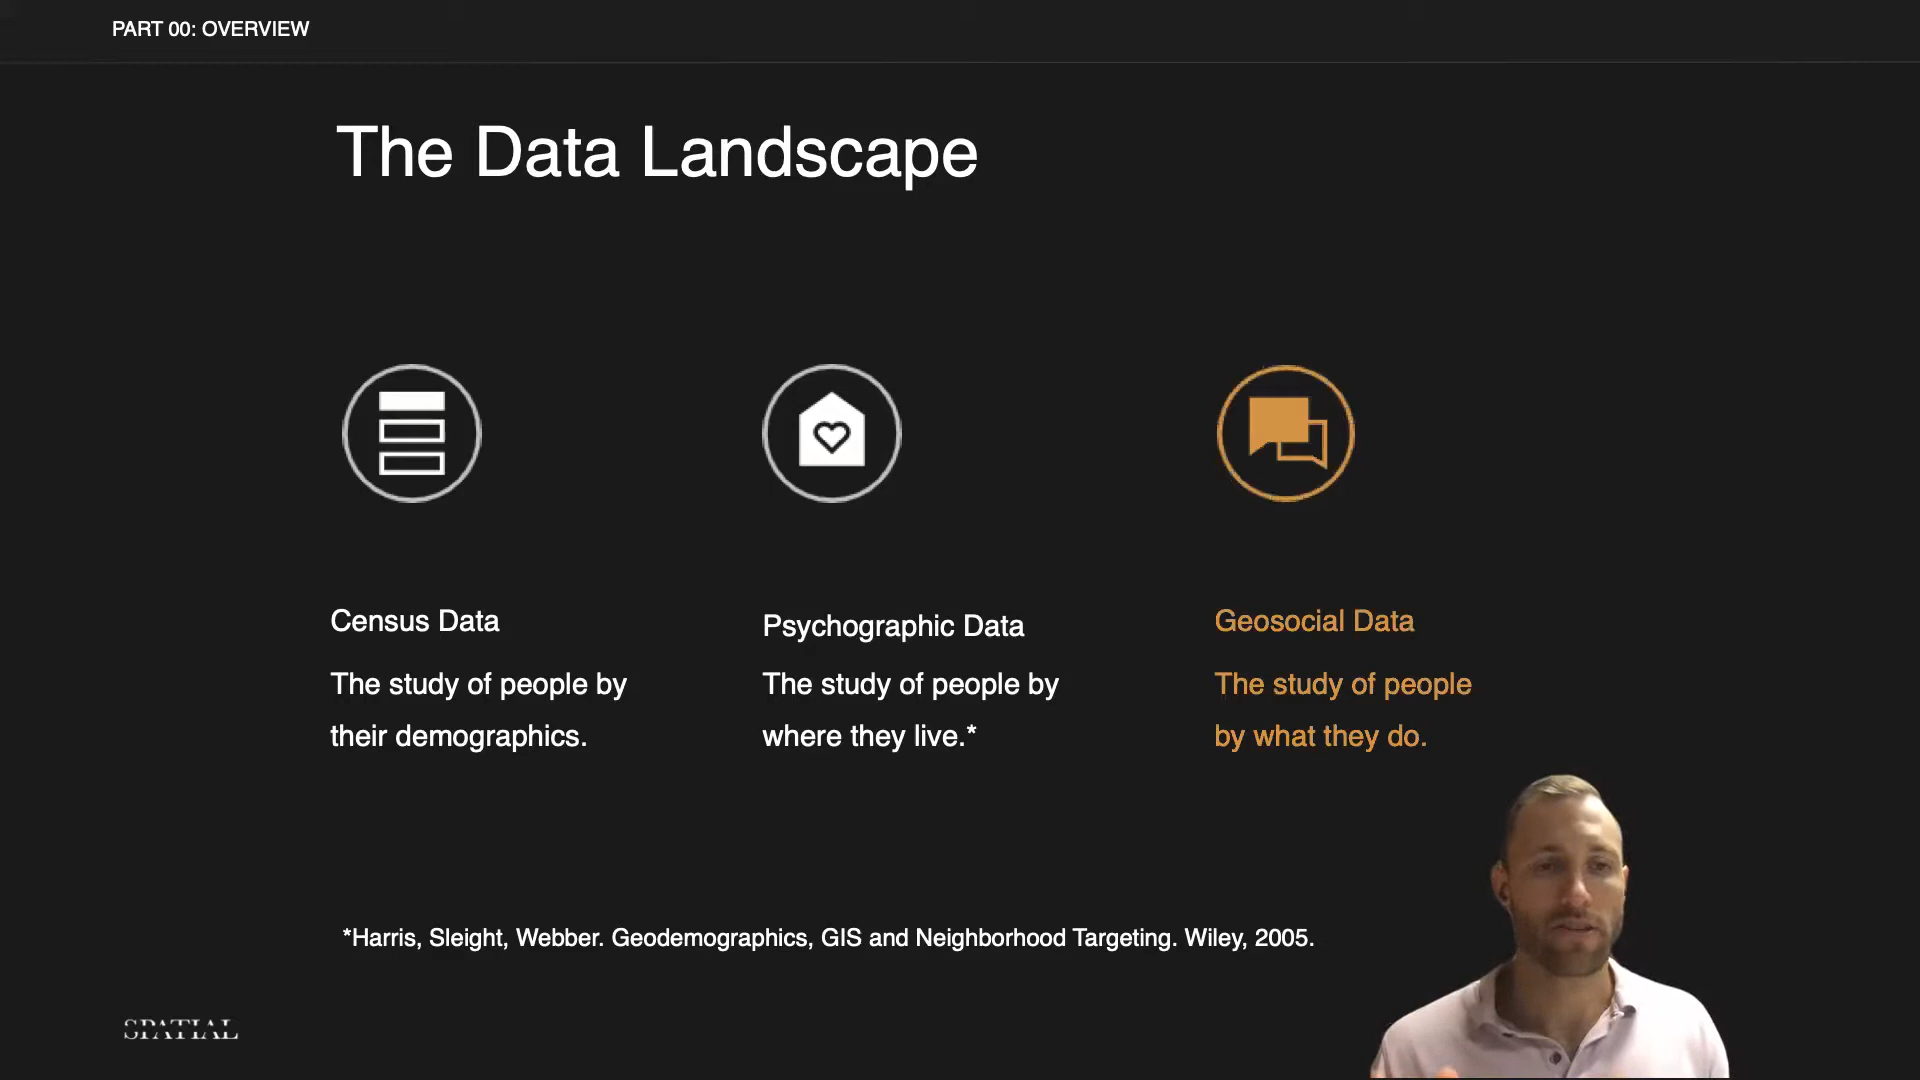 PART 00: OVERVIEW
The Data Landscape
Census Data
The study of people by
their demographics.
Psychographic Data
The study of people by
where they live.*
Geosocial Data
The study of people
by what they do.
*Harris, Sleight, Webber. Geodemographics, GIS and Neighborhood Targeting. Wiley, 2005.
SPATIAL